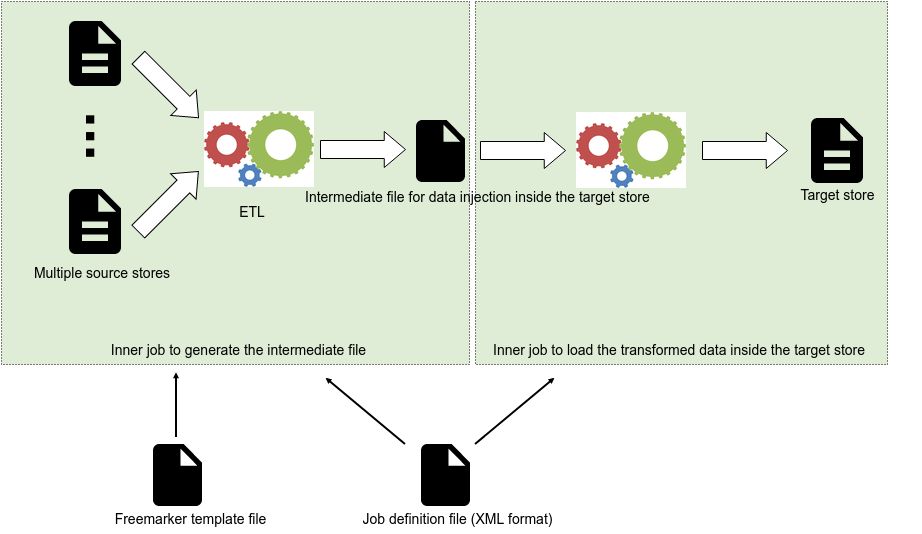 Intermediate file for data injection inside the target store
Target store
ETL
Multiple source stores
Inner job to generate the intermediate file
Inner job to load the transformed data inside the target store
Freemarker template file
Job definition file (XML format)